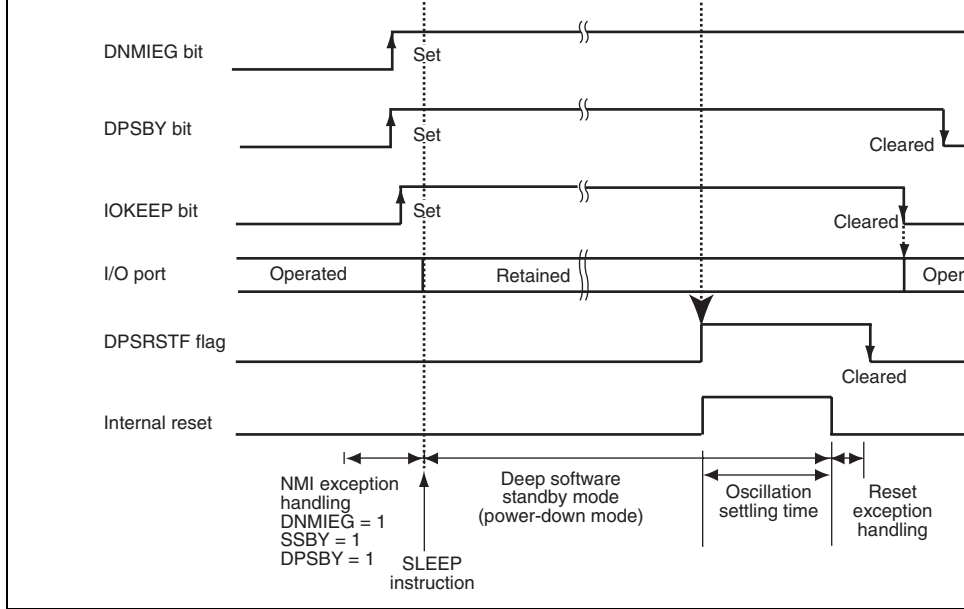 DNMIEG bit
Set
DPSBY bit
Set
Cleared
IOKEEP bit
Set
Cleared
I/O port
Operated
Retained
Oper
DPSRSTF flag
Cleared
Internal reset
NMI exception
handling
DNMIEG = 1
SSBY = 1
DPSBY = 1
SLEEP
instruction
Deep software
standby mode
(power-down mode)
Oscillation
settling time
Reset
exception
handling